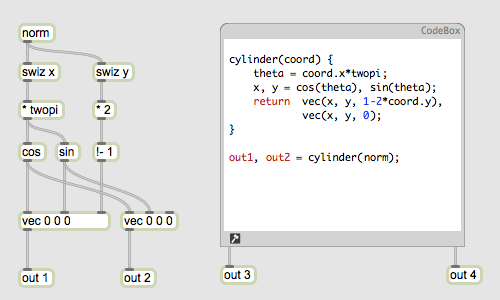 norm
swiz x
swiz y
* twopi
* 2
cos
sin
!- 1
vec 0 0 0
vec 0 0 0
out 1
out 2
CodeBox
cylinder(coord) {
theta = coord.x*twopi;
x, y = cos(theta), sin(theta);
return vec(x, y, 1-2*coord.y),
vec(x, y, 0);
}
out1, out2 = cylinder(norm);
out 3
out 4